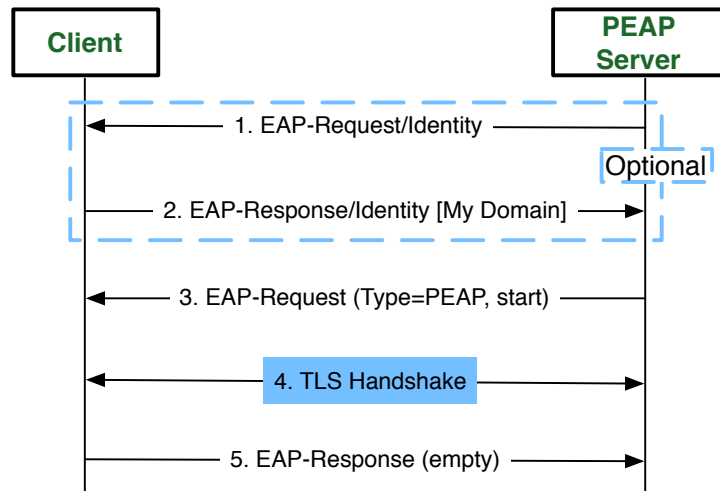 Client
PEAP
Server
1. EAP-Request/Identity
Optional
2. EAP-Response/Identity [My Domain]
3. EAP-Request (Type=PEAP, start)
4. TLS Handshake
5. EAP-Response (empty)